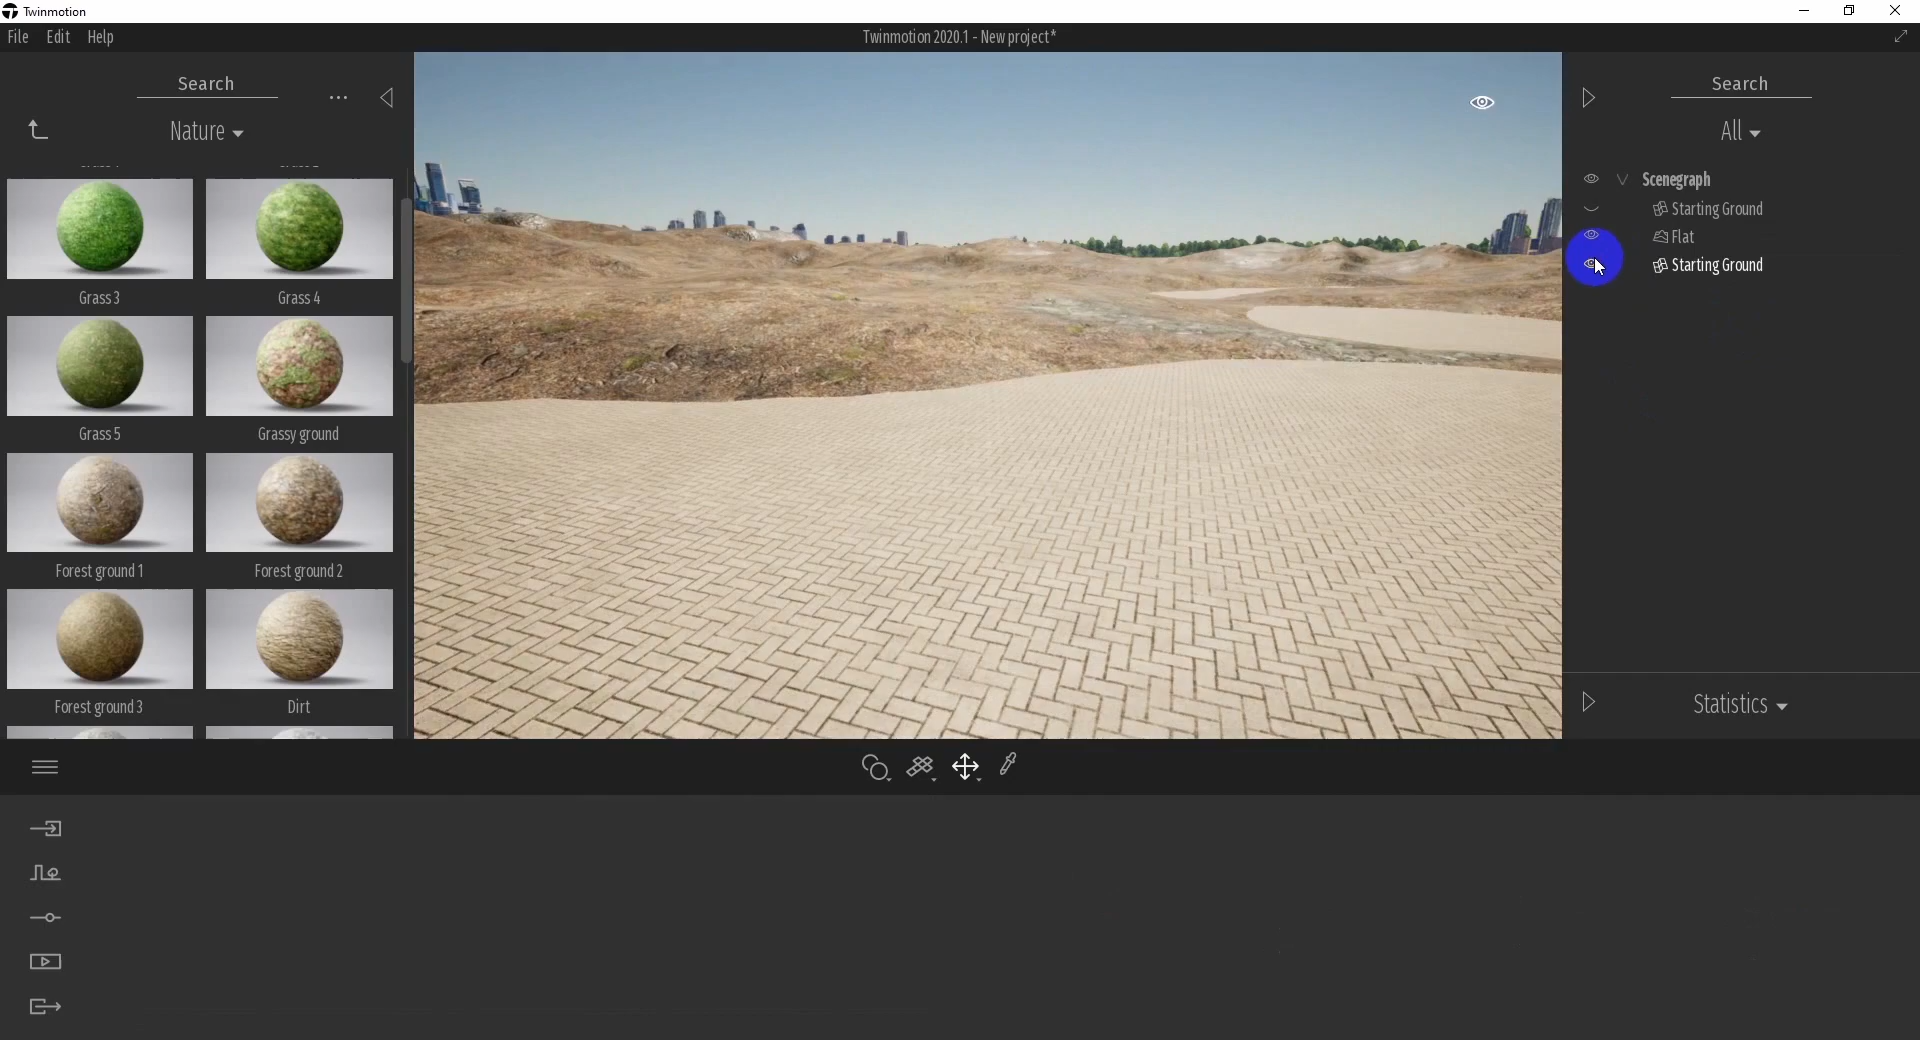 Twinmotion
File Edit Help
Twinmotion 2020.1 - New project*
Search
Nature
Grass 3
Grass 4
Grass 5
Grassy ground
Forest ground 1
Forest ground 2
Forest ground 3
Dirt
Search
All
Scenegraph
Starting Ground
Flat
Starting Ground
Statistics